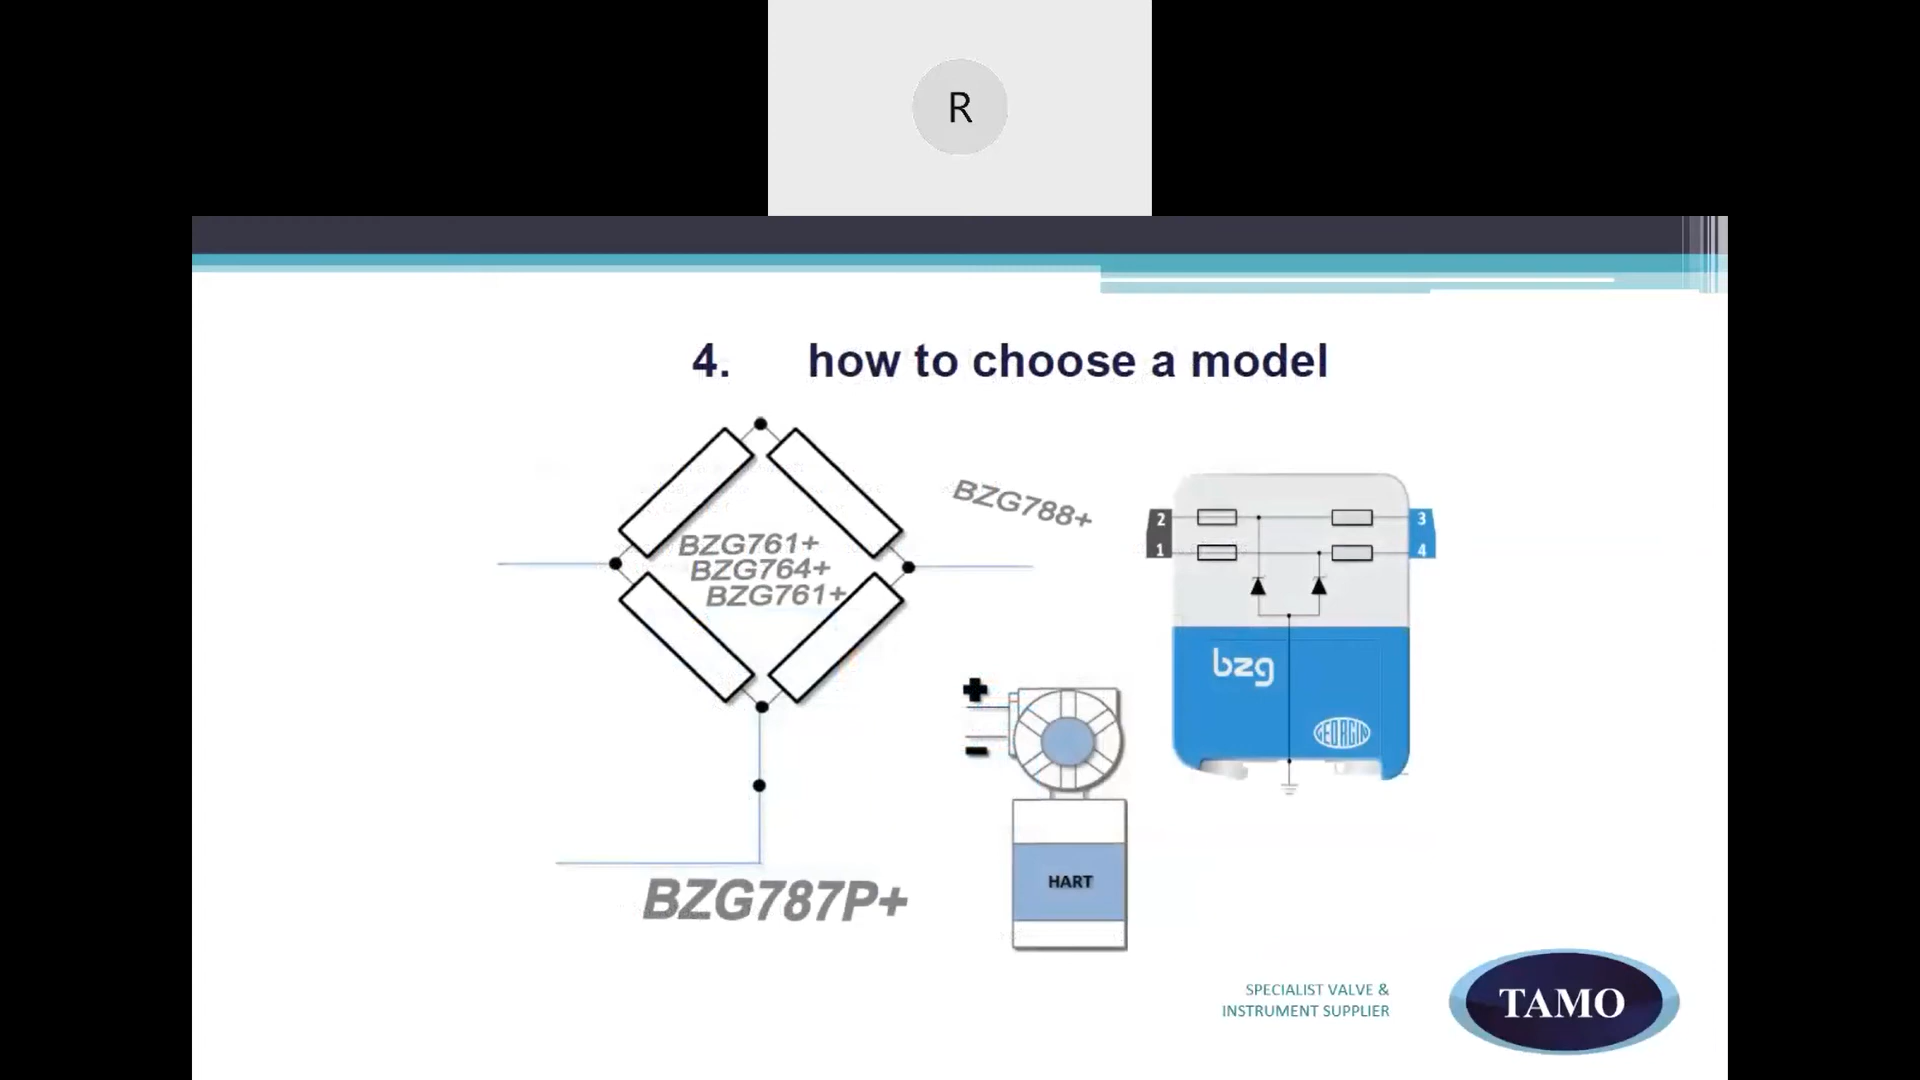 R
4. how to choose a model
BZG788+
BZG761+
BZG764+
BZG761+
2
1
3
4
bzg
GEORGIN
HART
BZG787P+
SPECIALIST VALVE &
INSTRUMENT SUPPLIER
TAMO